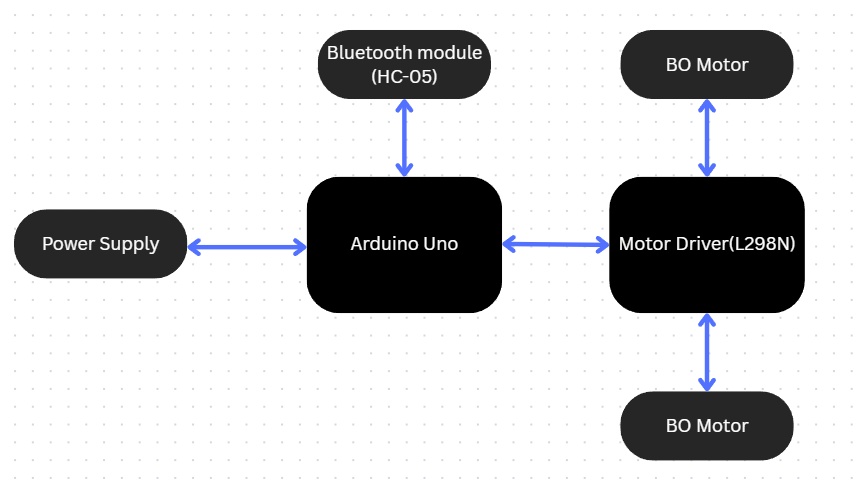 Bluetooth module
(HC-05)
BO Motor
Power Supply
Arduino Uno
Motor Driver(L298N)
BO Motor